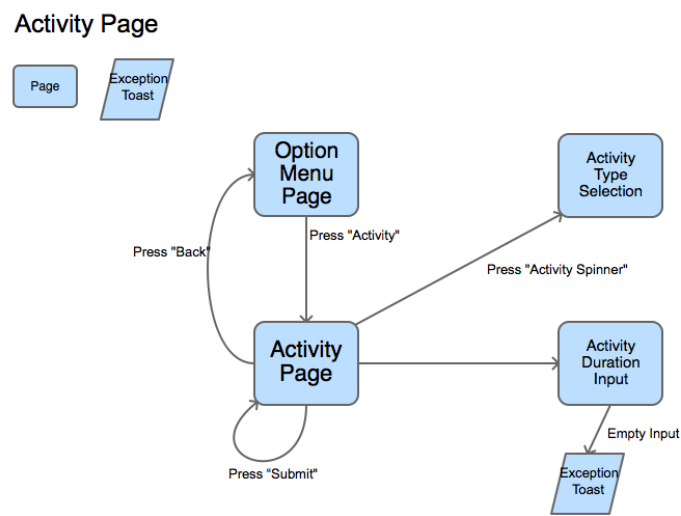 Activity Page
Page
Exception
Toast
Option
Menu
Page
Activity
Type
Selection
Press "Activity"
Press "Back"
Press "Activity Spinner"
Activity
Page
Activity
Duration
Input
Empty Input
Press "Submit"
Exception
Toast